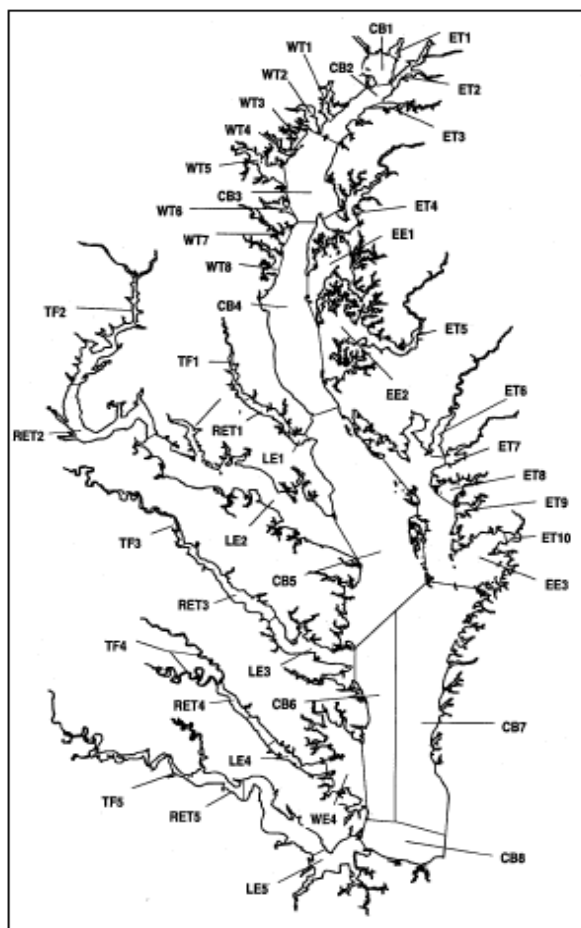 CB1
ET1
WT1
CB2
WT2
ET2
WT3
ET3
WT4
WT5
CB3
WT6
ET4
WT7
EE1
WT8
TF2
CB4
ET5
TF1
EE2
ET6
RET2
RET1
ET7
LE1
ET8
ET9
LE2
TF3
ET10
CB5
EE3
RET3
TF4
LE3
CB6
RET4
CB7
LE4
TF5
RET5
WE4
CB8
LE5